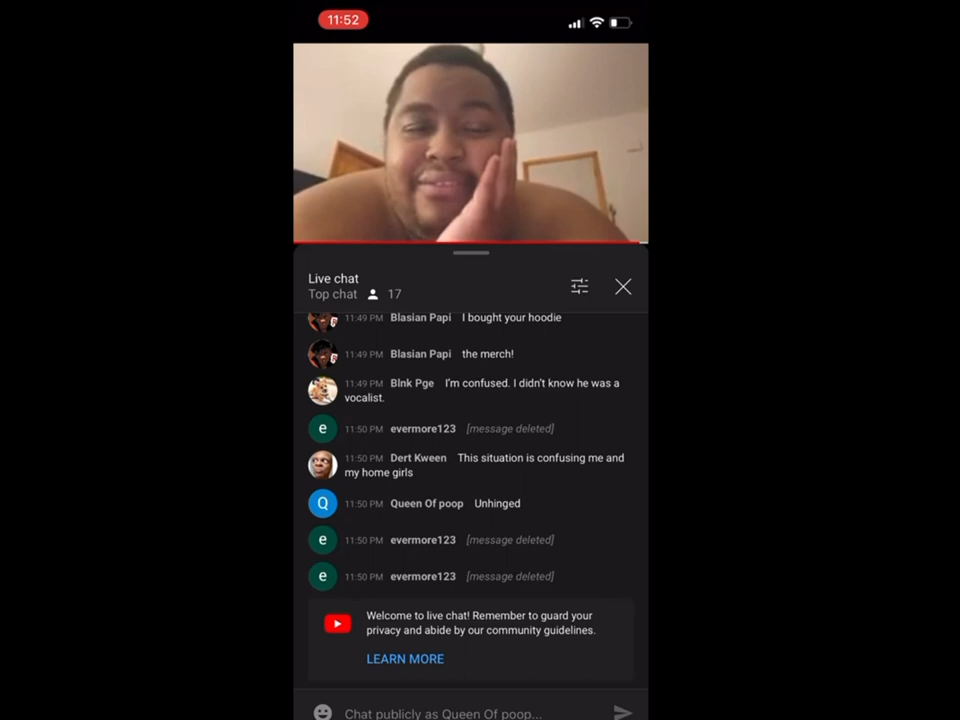 11:52
Live chat
Top chat 17
11:49 PM Blasian Papi I bought your hoodie
11:49 PM Blasian Papi the merch!
11:49 PM Blnk Pge I'm confused. I didn't know he was a
vocalist.
e 11:50 PM evermore123 [message deleted]
11:50 PM Dert Kween This situation is confusing me and
my home girls
Q 11:50 PM Queen Of poop Unhinged
e 11:50 PM evermore123 [message deleted]
e 11:50 PM evermore123 [message deleted]
Welcome to live chat! Remember to guard your
privacy and abide by our community guidelines.
LEARN MORE
Chat publicly as Queen Of poop...